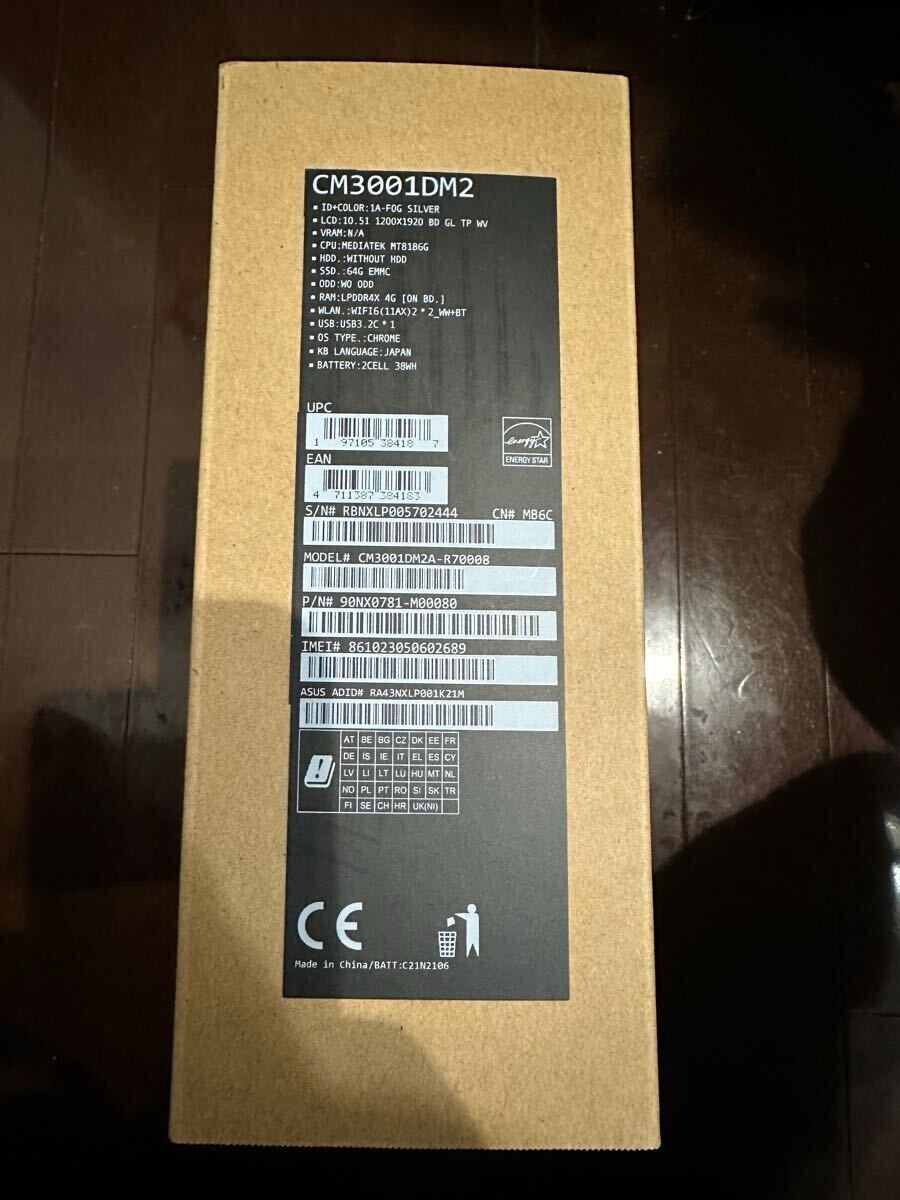 CM3001DM2
▪ ID+COLOR:1A-FOG SILVER
▪ LCD:10.51 1200X1920 BD GL TP WV
▪ VRAM:N/A
▪ CPU:MEDIATEK MT8186G
▪ HDD.:WITHOUT HDD
▪ SSD.:64G EMMC
▪ ODD:WO ODD
▪ RAM:LPDDR4X 4G [ON BD.]
▪ WLAN.:WIFI6(11AX)2*2_WW+BT
▪ USB:USB3.2C*1
▪ OS TYPE.:CHROME
▪ KB LANGUAGE:JAPAN
▪ BATTERY:2CELL 38WH
UPC
1 97105 38418 7
energy
ENERGY STAR
EAN
4 711387 384183
S/N# RBNXLP005702444 CN# MB6C
MODEL# CM3001DM2A-R70008
P/N# 90NX0781-M00080
IMEI# 861023050602689
ASUS ADID# RA43NXLP001K21M
AT BE BG CZ DK EE FR
DE IS IE IT EL ES CY
LV LI LT LU HU MT NL
NO PL PT RO SI SK TR
FI SE CH HR UK(NI)
CE
Made in China/BATT:C21N2106